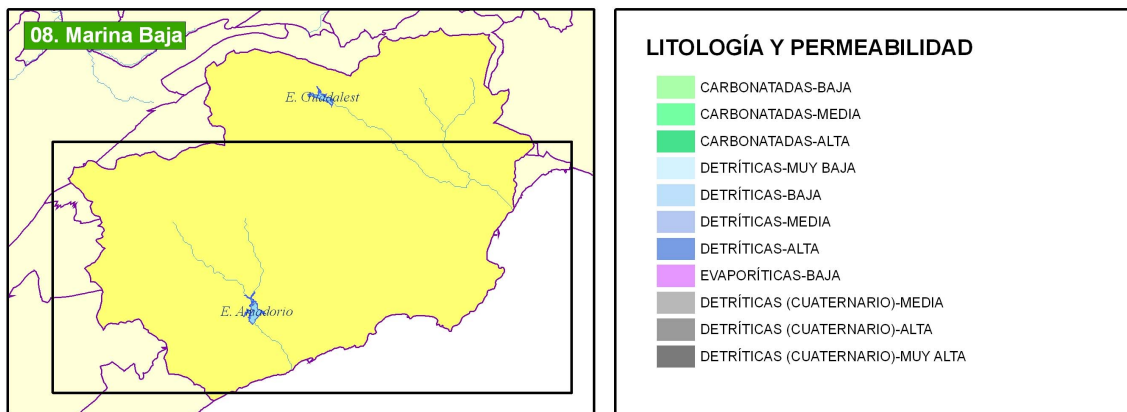 08. Marina Baja
E. Guadalest
E. Amadorio
LITOLOGÍA Y PERMEABILIDAD
CARBONATADAS-BAJA
CARBONATADAS-MEDIA
CARBONATADAS-ALTA
DETRÍTICAS-MUY BAJA
DETRÍTICAS-BAJA
DETRÍTICAS-MEDIA
DETRÍTICAS-ALTA
EVAPORÍTICAS-BAJA
DETRÍTICAS (CUATERNARIO)-MEDIA
DETRÍTICAS (CUATERNARIO)-ALTA
DETRÍTICAS (CUATERNARIO)-MUY ALTA